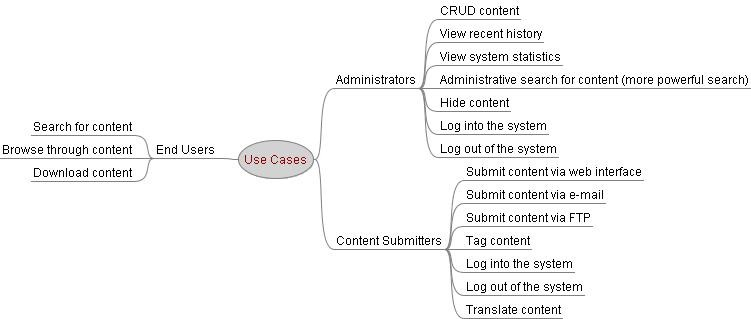 Use Cases
Administrators
CRUD content
View recent history
View system statistics
Administrative search for content (more powerful search)
Hide content
Log into the system
Log out of the system
Content Submitters
Submit content via web interface
Submit content via e-mail
Submit content via FTP
Tag content
Log into the system
Log out of the system
Translate content
End Users
Search for content
Browse through content
Download content